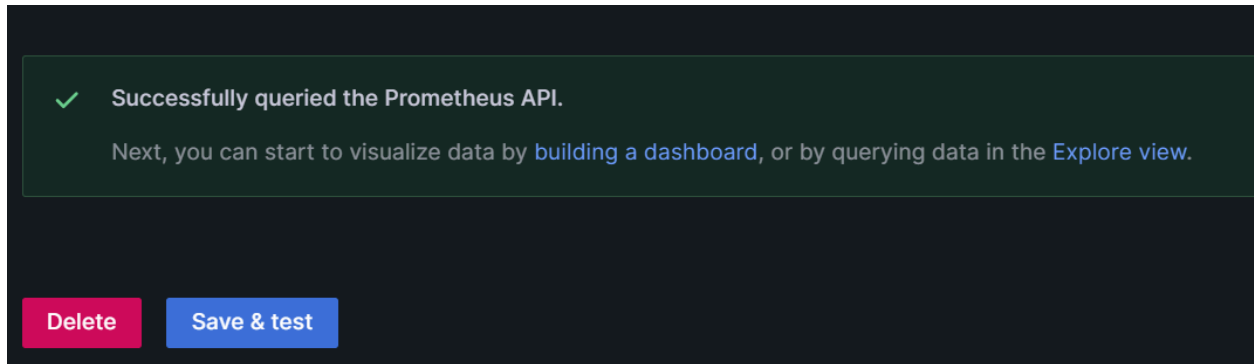 Successfully queried the Prometheus API.
Next, you can start to visualize data by building a dashboard, or by querying data in the Explore view.
Delete
Save & test